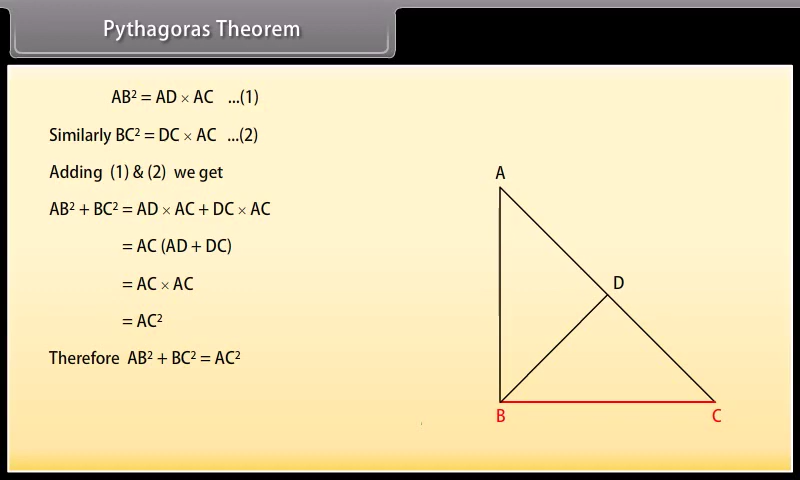 Pythagoras Theorem
AB² = AD × AC ...(1)
Similarly BC² = DC × AC ...(2)
Adding (1) & (2) we get
AB² + BC² = AD × AC + DC × AC
= AC (AD + DC)
= AC × AC
= AC²
Therefore AB² + BC² = AC²
A
D
B
C